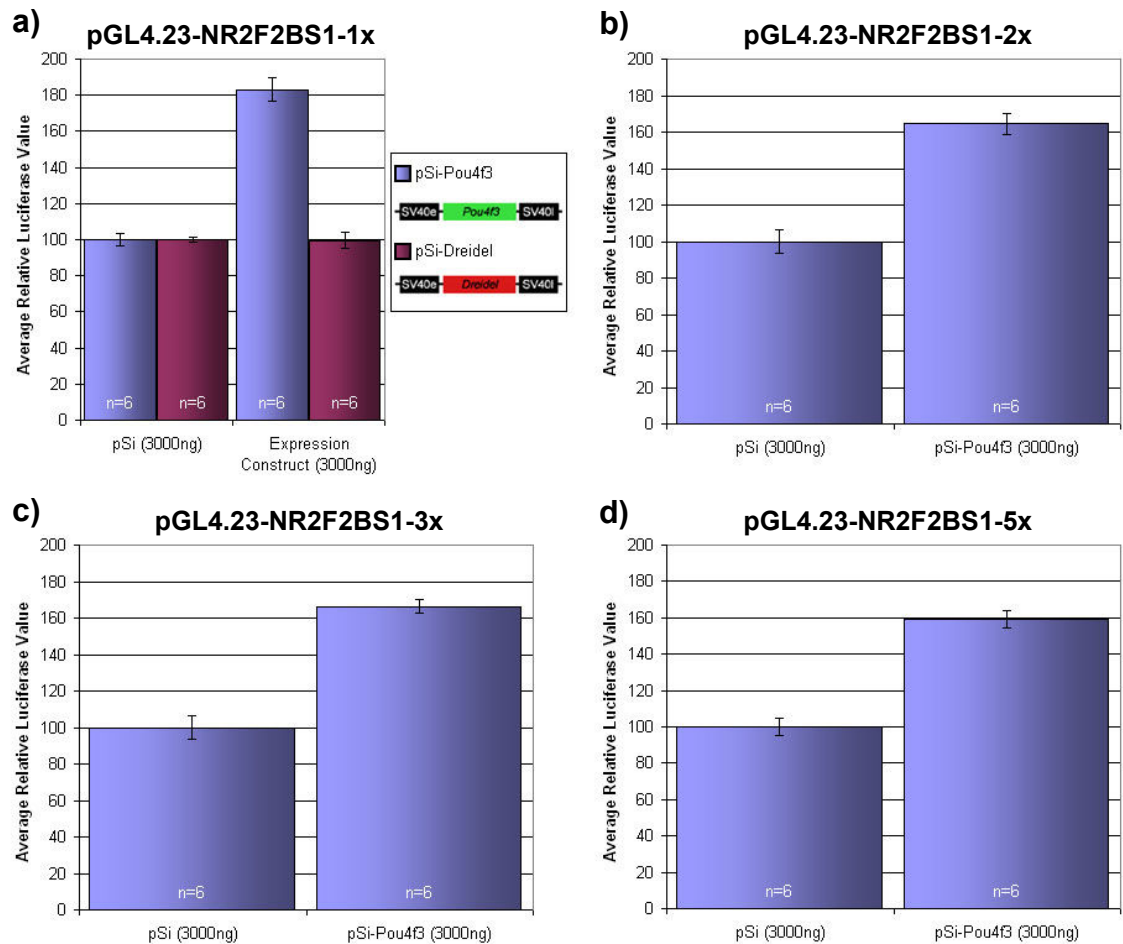 a)
pGL4.23-NR2F2BS1-1x
Average Relative Luciferase Value
200
180
160
140
120
100
80
60
40
20
0
n=6
n=6
n=6
n=6
pSi (3000ng)
Expression
Construct (3000ng)
pSi-Pou4f3
SV40e
Pou4f3
SV40l
pSi-Dreidel
SV40e
Dreidel
SV40l
b)
pGL4.23-NR2F2BS1-2x
Average Relative Luciferase Value
200
180
160
140
120
100
80
60
40
20
0
n=6
n=6
pSi (3000ng)
pSi-Pou4f3 (3000ng)
c)
pGL4.23-NR2F2BS1-3x
Average Relative Luciferase Value
200
180
160
140
120
100
80
60
40
20
0
n=6
n=6
pSi (3000ng)
pSi-Pou4f3 (3000ng)
d)
pGL4.23-NR2F2BS1-5x
Average Relative Luciferase Value
200
180
160
140
120
100
80
60
40
20
0
n=6
n=6
pSi (3000ng)
pSi-Pou4f3 (3000ng)